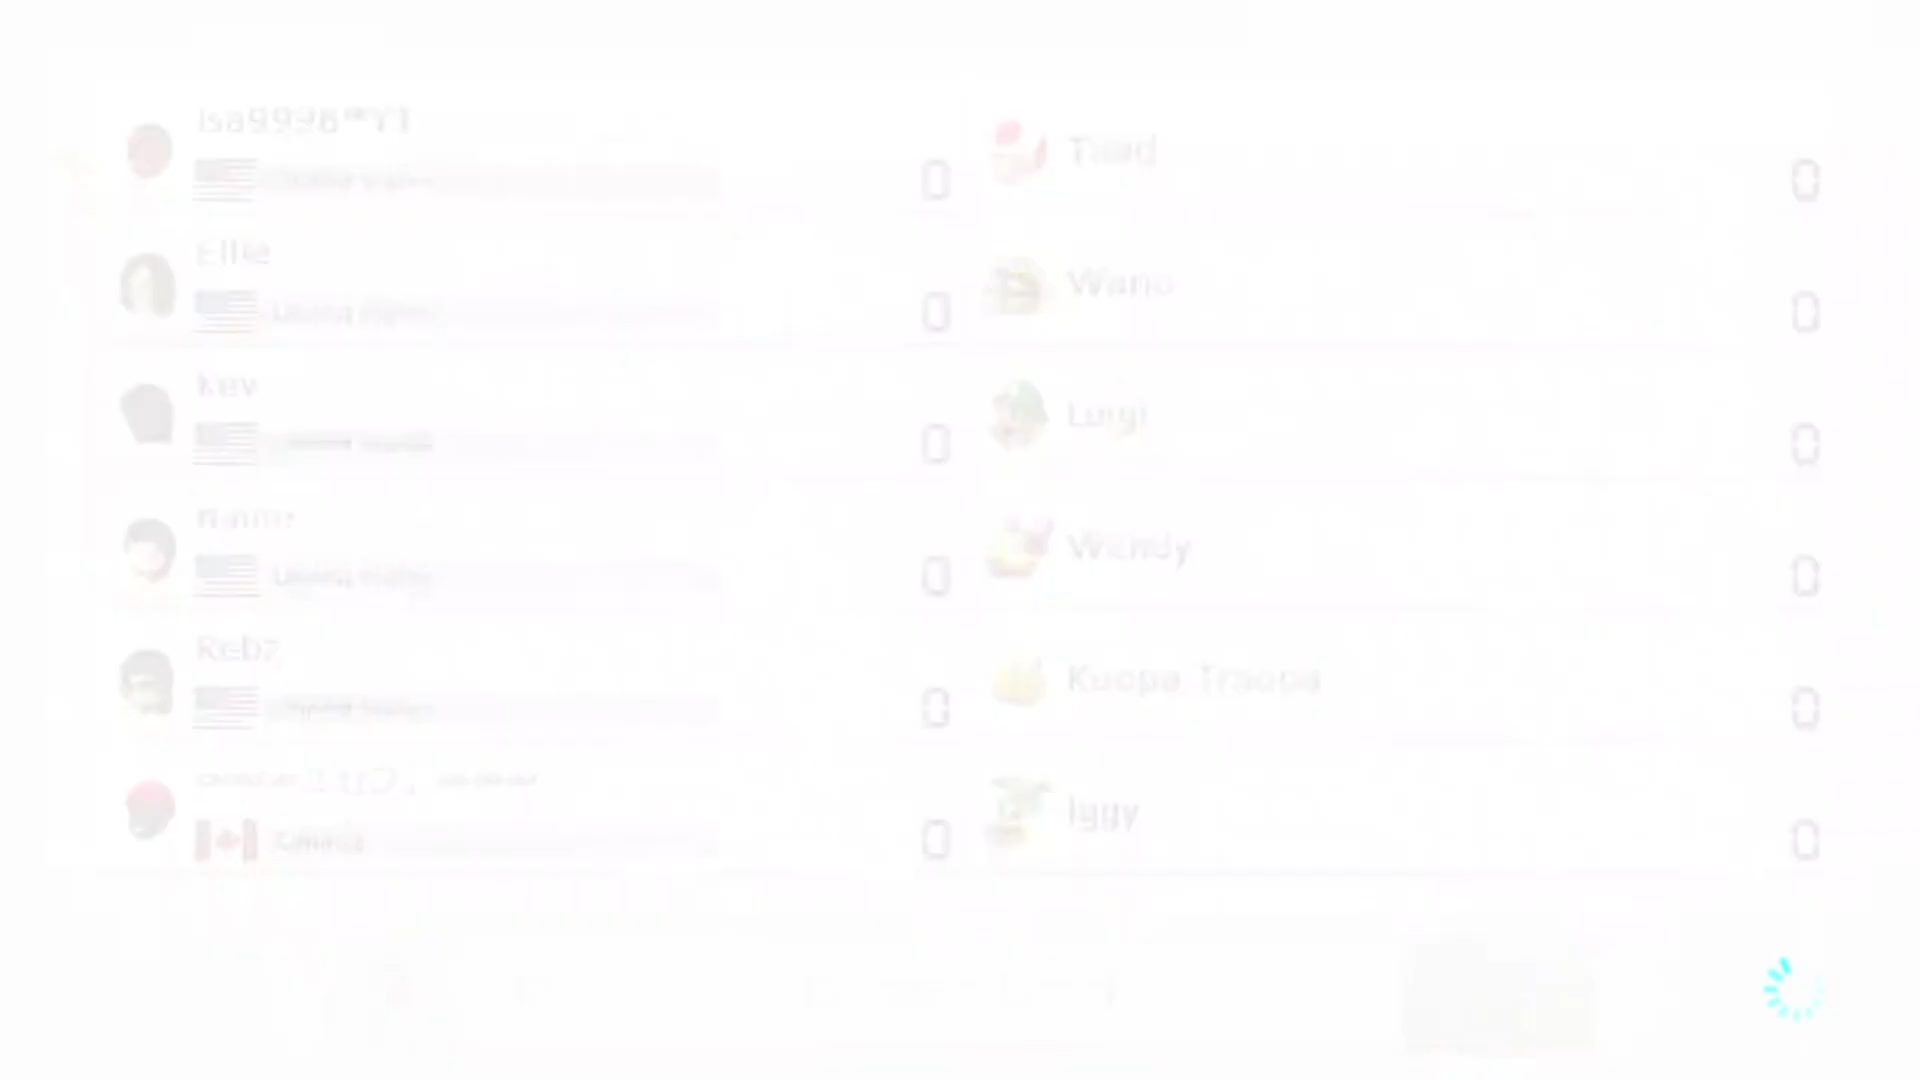 Isa9996™YT
United States
0
Ellie
United States
0
Kev
United States
0
United States
0
Rebz
United States
0
Canada
0
Toad
0
Wario
0
Luigi
0
Wendy
0
Koopa Troopa
0
Iggy
0